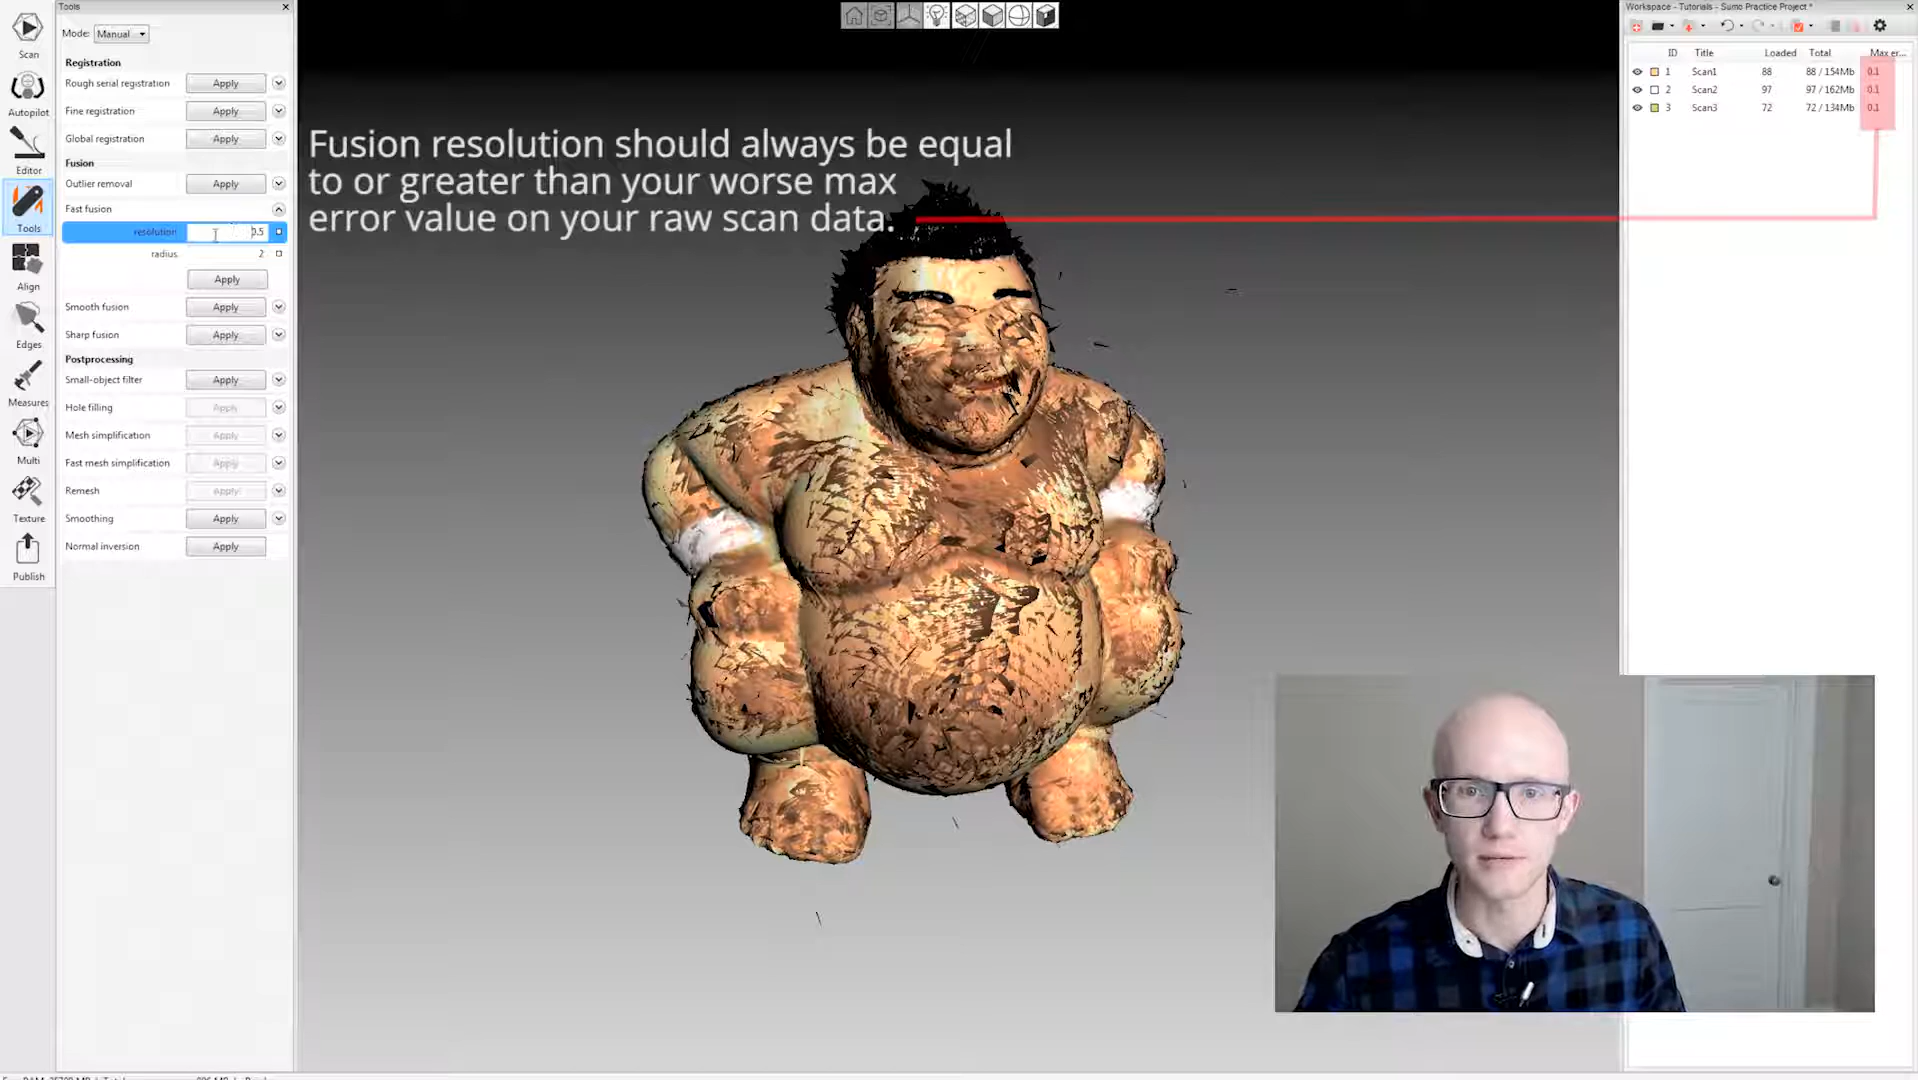 Tools
Workspace - Tutorials - Sumo Practice Project *
Scan
Autopilot
Editor
Tools
Align
Edges
Measures
Multi
Texture
Publish
Mode: Manual
Registration
Rough serial registration Apply
Fine registration Apply
Global registration Apply
Fusion
Outlier removal Apply
Fast fusion
resolution 0.5
radius 2
Apply
Smooth fusion Apply
Sharp fusion Apply
Postprocessing
Small-object filter Apply
Hole filling Apply
Mesh simplification Apply
Fast mesh simplification Apply
Remesh Apply
Smoothing Apply
Normal inversion Apply
Fusion resolution should always be equal
to or greater than your worse max
error value on your raw scan data.
ID Title Loaded Total Max er...
1 Scan1 88 88 / 154Mb 0.1
2 Scan2 97 97 / 162Mb 0.1
3 Scan3 72 72 / 134Mb 0.1